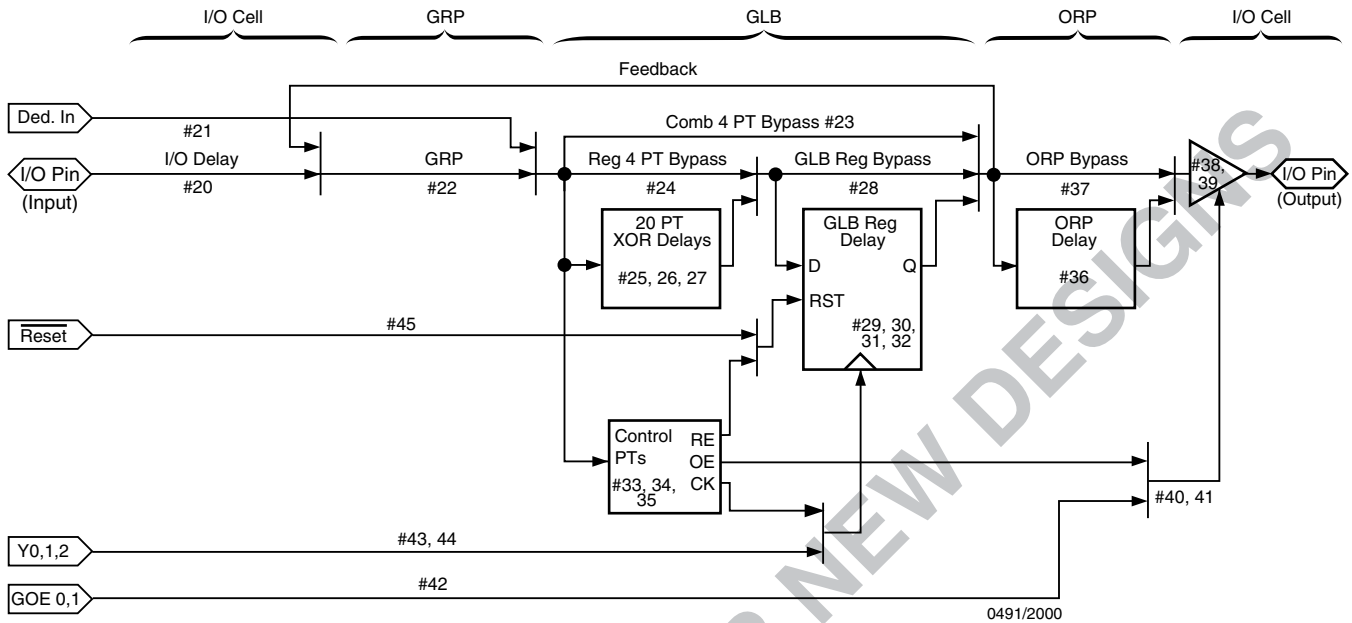 I/O Cell GRP GLB ORP I/O Cell
Feedback
Ded. In
#21
Comb 4 PT Bypass #23
I/O Pin
(Input)
I/O Delay
#20
GRP
#22
Reg 4 PT Bypass
#24
GLB Reg Bypass
#28
ORP Bypass
#37
#38,
39
I/O Pin
(Output)
20 PT
XOR Delays
#25, 26, 27
GLB Reg
Delay
D
Q
RST
#29, 30,
31, 32
ORP
Delay
#36
Reset
#45
Control
PTs
#33, 34,
35
RE
OE
CK
#40, 41
Y0,1,2
#43, 44
GOE 0,1
#42
0491/2000
NEW DESIGNS